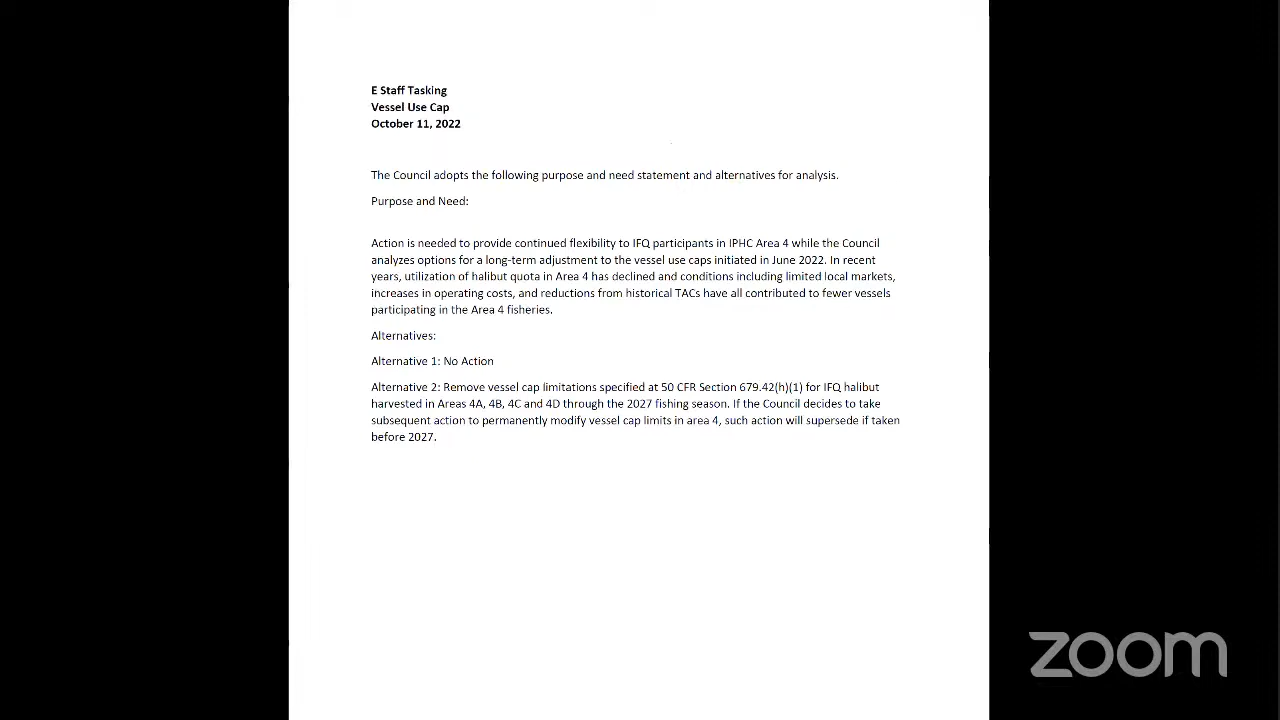 E Staff Tasking
Vessel Use Cap
October 11, 2022
The Council adopts the following purpose and need statement and alternatives for analysis.
Purpose and Need:
Action is needed to provide continued flexibility to IFQ participants in IPHC Area 4 while the Council
analyzes options for a long-term adjustment to the vessel use caps initiated in June 2022. In recent
years, utilization of halibut quota in Area 4 has declined and conditions including limited local markets,
increases in operating costs, and reductions from historical TACs have all contributed to fewer vessels
participating in the Area 4 fisheries.
Alternatives:
Alternative 1: No Action
Alternative 2: Remove vessel cap limitations specified at 50 CFR Section 679.42(h)(1) for IFQ halibut
harvested in Areas 4A, 4B, 4C and 4D through the 2027 fishing season. If the Council decides to take
subsequent action to permanently modify vessel cap limits in area 4, such action will supersede if taken
before 2027.
zoom